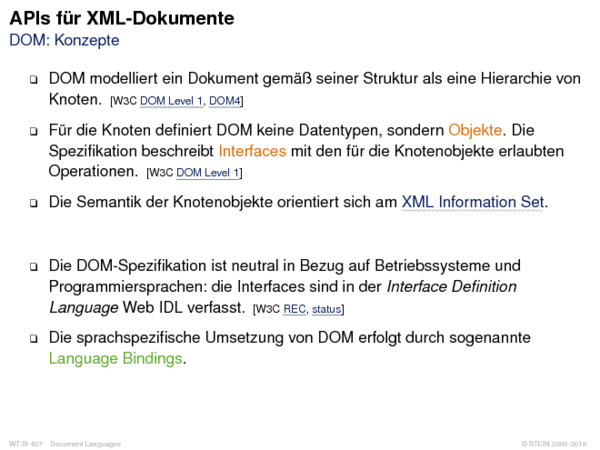 APIs für XML-Dokumente
DOM: Konzepte
❑ DOM modelliert ein Dokument gemäß seiner Struktur als eine Hierarchie von
Knoten. [W3C DOM Level 1, DOM4]
❑ Für die Knoten definiert DOM keine Datentypen, sondern Objekte. Die
Spezifikation beschreibt Interfaces mit den für die Knotenobjekte erlaubten
Operationen. [W3C DOM Level 1]
❑ Die Semantik der Knotenobjekte orientiert sich am XML Information Set.
❑ Die DOM-Spezifikation ist neutral in Bezug auf Betriebssysteme und
Programmiersprachen: die Interfaces sind in der Interface Definition
Language Web IDL verfasst. [W3C REC, status]
❑ Die sprachspezifische Umsetzung von DOM erfolgt durch sogenannte
Language Bindings.
WT:III-407 Document Languages © STEIN 2005-2018